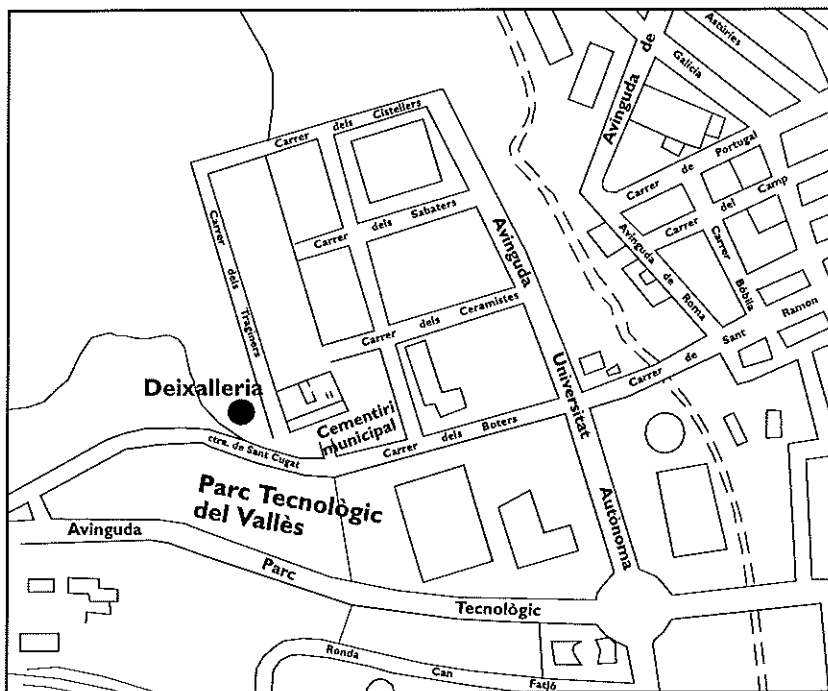 Astúries
Galícia
Avinguda de
Carrer dels Cistellers
Carrer de Portugal
Carrer del Camp
Carrer dels Sabaters
Carrer dels Traginers
Avinguda
Universitat
Autònoma
Avinguda de Roma
Carrer Bòbila
Carrer de Sant Ramon
Carrer dels Ceramistes
Deixalleria
Cementiri
municipal
Carrer dels Boters
ctra. de Sant Cugat
Parc Tecnològic
del Vallès
Avinguda Parc Tecnològic
Ronda Can Fatjó